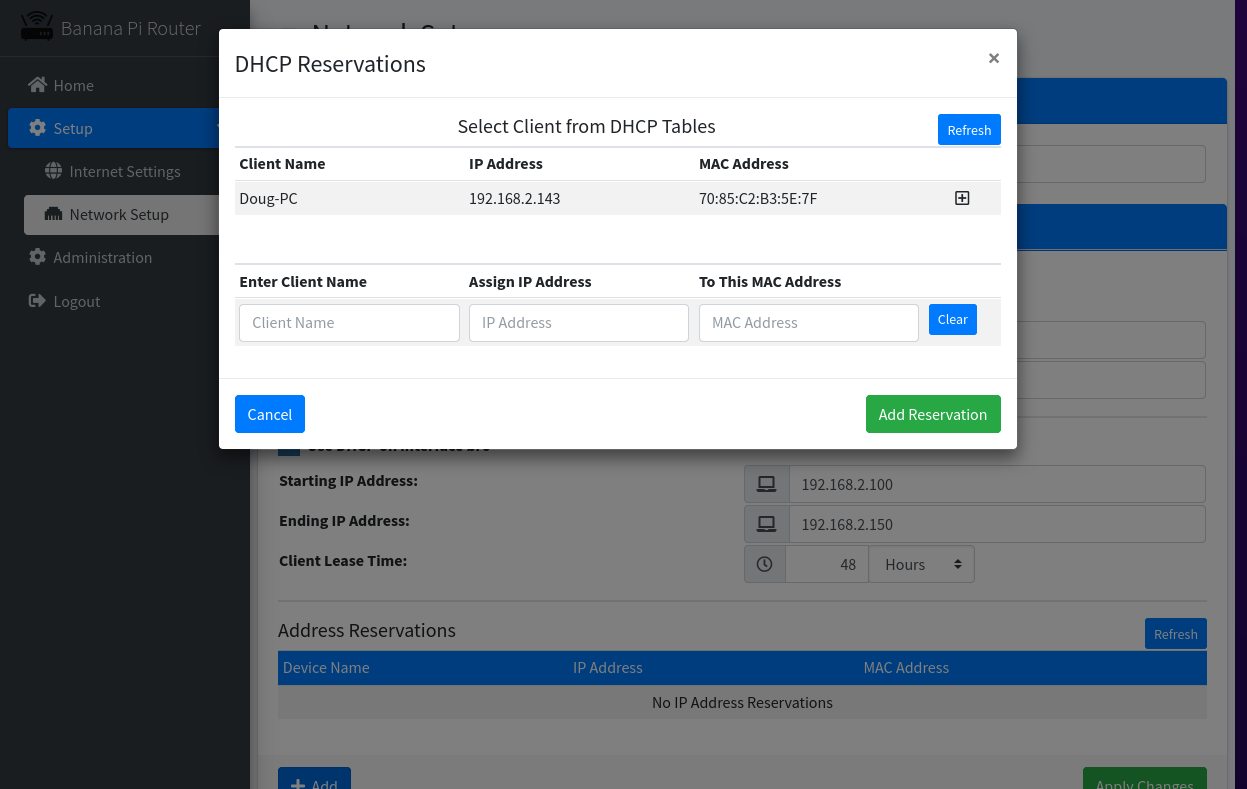 Banana Pi Router
Home
Setup
Internet Settings
Network Setup
Administration
Logout
DHCP Reservations
×
Select Client from DHCP Tables
Refresh
Client Name IP Address MAC Address
Doug-PC 192.168.2.143 70:85:C2:B3:5E:7F
Enter Client Name Assign IP Address To This MAC Address
Client Name IP Address MAC Address Clear
Cancel Add Reservation
Starting IP Address: 192.168.2.100
Ending IP Address: 192.168.2.150
Client Lease Time: 48 Hours
Address Reservations Refresh
Device Name IP Address MAC Address
No IP Address Reservations
Add Apply Changes